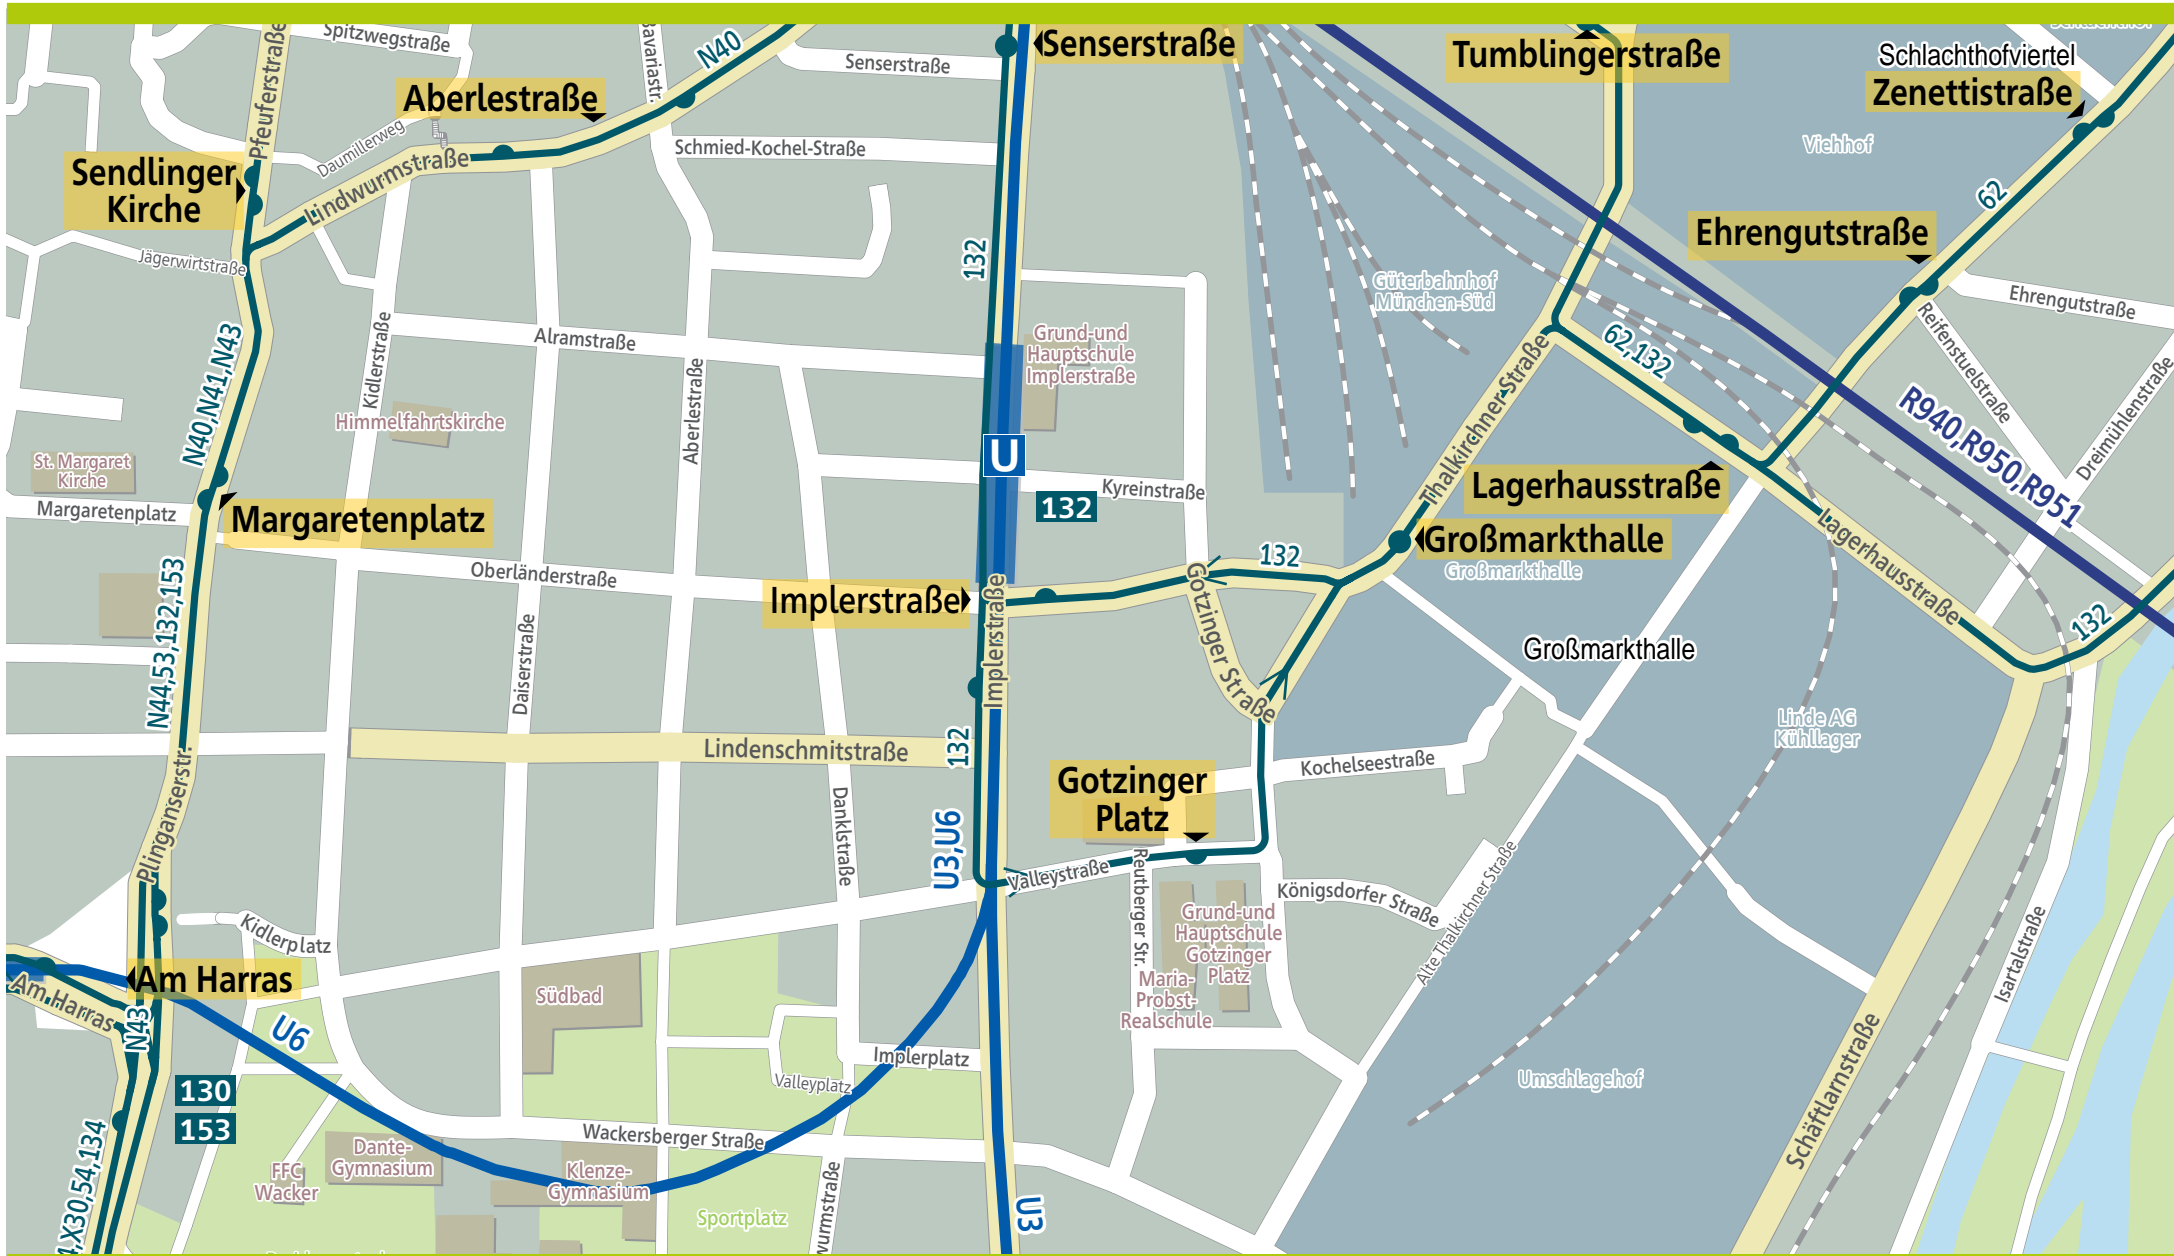 Spitzwegstraße
Pfeuferstraße
Bavariastr.
N40
Senserstraße
Senserstraße
Tumblingerstraße
Schlachthofviertel
Zenettistraße
Viehhof
Aberlestraße
Daumillerweg
Lindwurmstraße
Schmied-Kochel-Straße
Sendlinger
Kirche
62
Ehrengutstraße
Jägerwirtstraße
132
Güterbahnhof
München-Süd
Ehrengutstraße
Reifenstuelstraße
Dreimühlenstraße
N40,N41,N43
Kidlerstraße
Alramstraße
Aberlestraße
Grund-und
Hauptschule
Implerstraße
Thalkirchner Straße
62,132
R940,R950,R951
Himmelfahrtskirche
St. Margaret
Kirche
U
Kyreinstraße
132
Lagerhausstraße
Margaretenplatz
Margaretenplatz
Großmarkthalle
Großmarkthalle
Lagerhausstraße
Oberländerstraße
132
Implerstraße
Implerstraße
Gotzinger Straße
132
N44,53,132,153
Daiserstraße
Großmarkthalle
Linde AG
Kühllager
Lindenschmitstraße
132
Kochelseestraße
Gotzinger
Platz
Plinganserstr.
Danklstraße
U3,U6
Valleystraße
Reutberger Str.
Königsdorfer Straße
Alte Thalkirchner Straße
Grund-und
Hauptschule
Gotzinger
Platz
Kidlerplatz
Isartalstraße
Am Harras
Am Harras
N43
Südbad
Maria-
Probst-
Realschule
U6
Implerplatz
Valleyplatz
Umschlagehof
Schäftlarnstraße
130
153
X30,54,134
Wackersberger Straße
Dante-
Gymnasium
FFC
Wacker
Klenze-
Gymnasium
Sportplatz
wurmstraße
U3